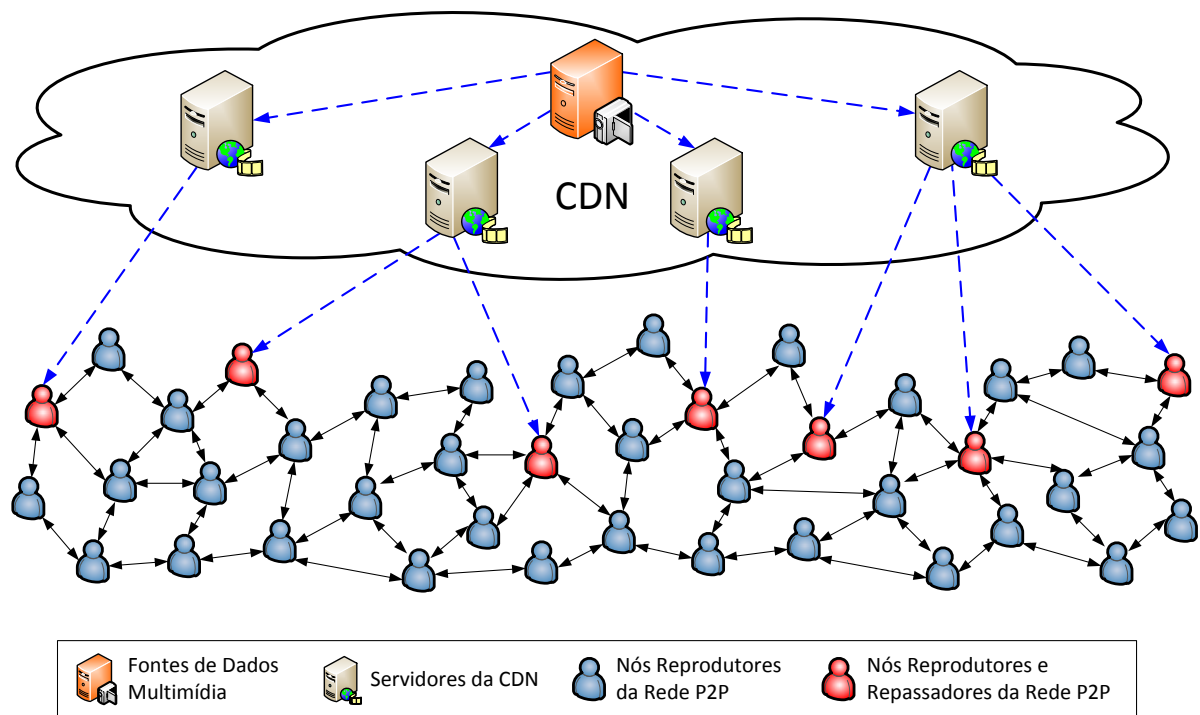 CDN
Fontes de Dados
Multimídia
Servidores da CDN
Nós Reprodutores
da Rede P2P
Nós Reprodutores e
Repassadores da Rede P2P